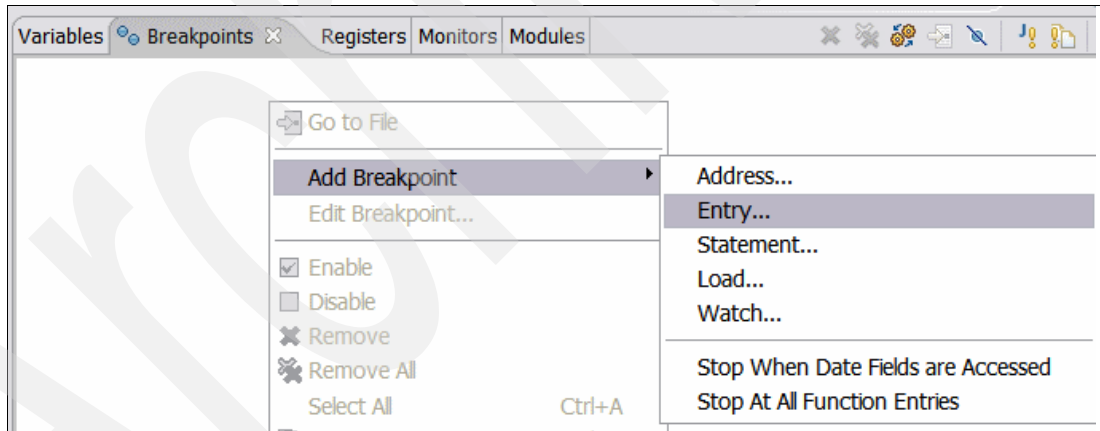 Variables Breakpoints Registers Monitors Modules
Go to File
Add Breakpoint
Edit Breakpoint...
Enable
Disable
Remove
Remove All
Select All Ctrl+A
Address...
Entry...
Statement...
Load...
Watch...
Stop When Date Fields are Accessed
Stop At All Function Entries